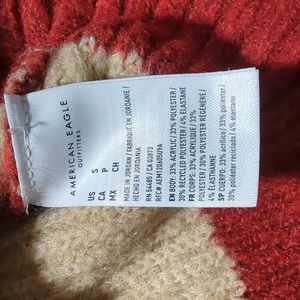 AMERICAN EAGLE
OUTFITTERS
US S
CA P
MX CH
MADE IN JORDAN / FABRIQUÉ EN JORDANIE /
HECHO EN JORDANIA
RN 54485 / CA 03873
RFC# AEM120605U9A
EN BODY: 33% ACRYLIC / 33% POLYESTER /
30% RECYCLED POLYESTER / 4% ELASTANE
FR CORPS: 33% ACRYLIQUE / 33%
POLYESTER / 30% POLYESTER RÉGÉNÉRÉ /
4% ÉLASTHANNE
SP CUERPO: 33% acrílico / 33% poliéster /
30% poliéster reciclado / 4% elastano